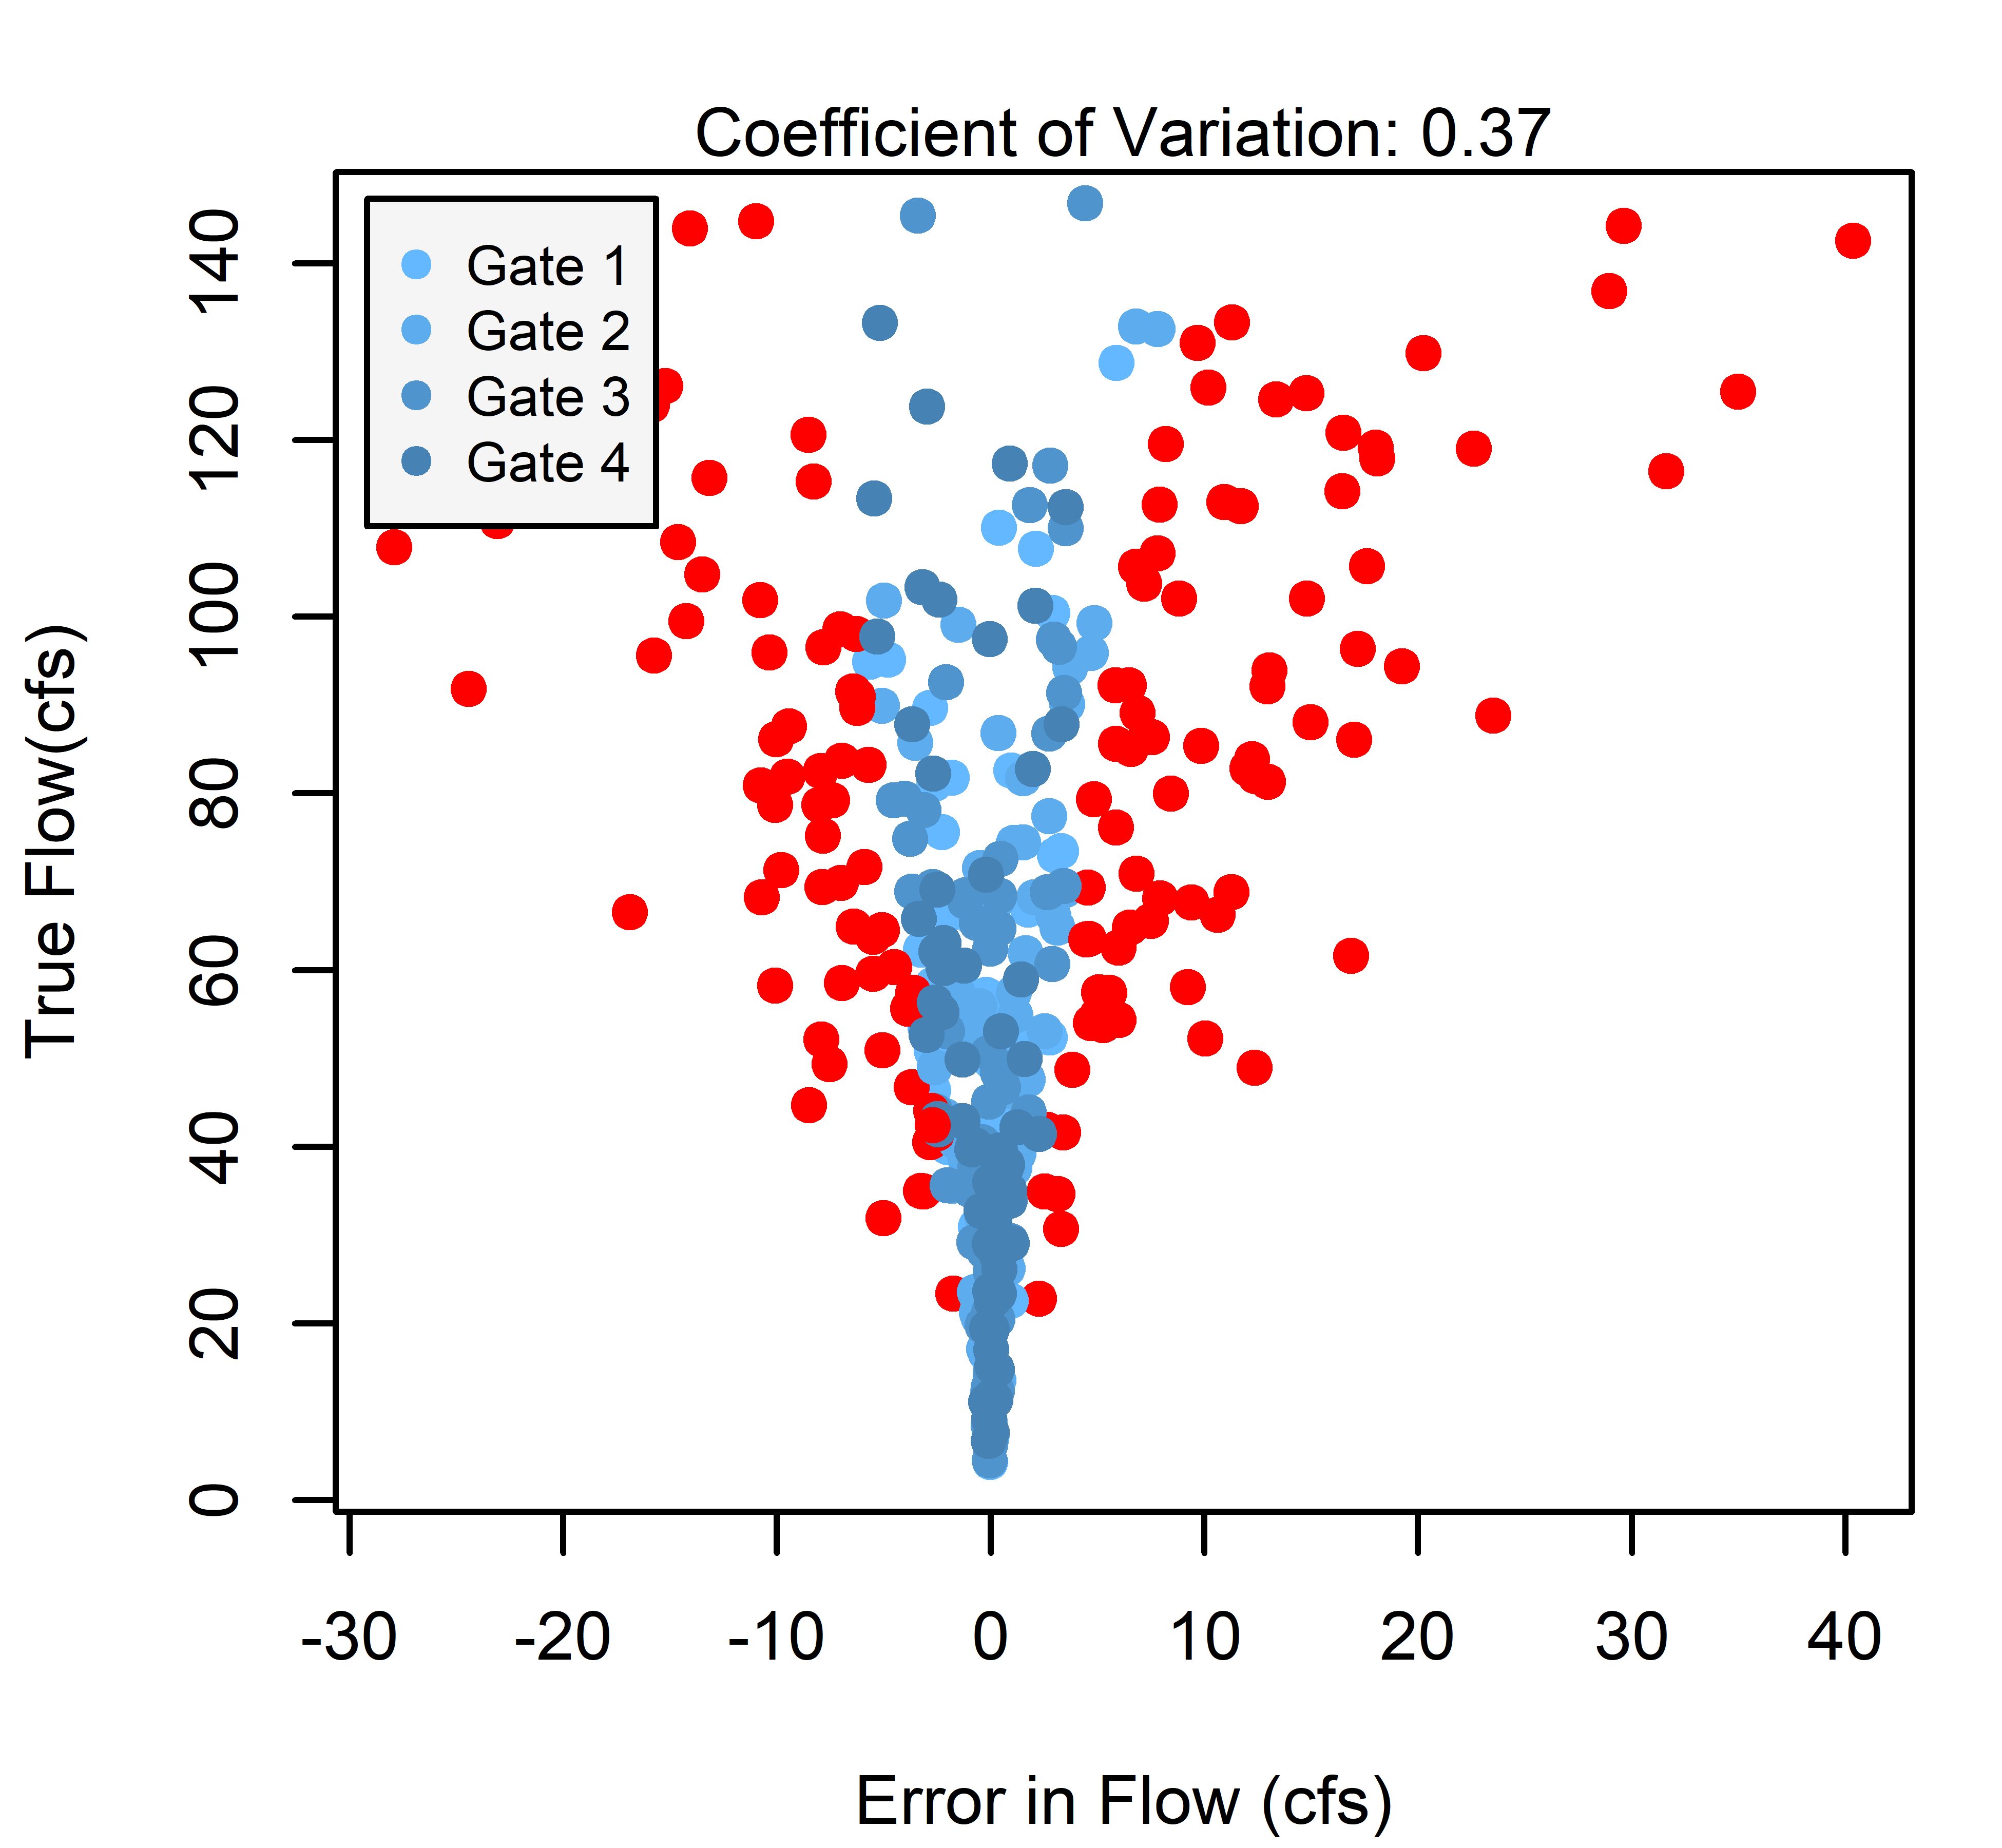 Coefficient of Variation: 0.37
Gate 1
Gate 2
Gate 3
Gate 4
True Flow(cfs)
140
120
100
80
60
40
20
0
-30 -20 -10 0 10 20 30 40
Error in Flow (cfs)